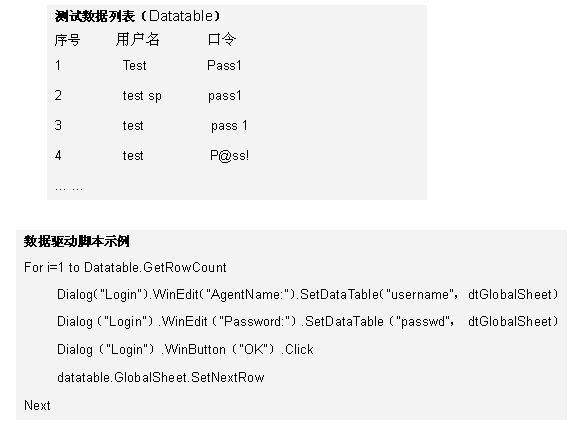 测试数据列表（Datatable）
序号 用户名 口令
1 Test Pass1
2 test sp pass1
3 test pass 1
4 test P@ss!
… …
数据驱动脚本示例
For i=1 to Datatable.GetRowCount
Dialog("Login").WinEdit("AgentName:").SetDataTable("username"，dtGlobalSheet）
Dialog（"Login"）.WinEdit（"Password:"）.SetDataTable（"passwd"， dtGlobalSheet）
Dialog（"Login"）.WinButton（"OK"）.Click
datatable.GlobalSheet.SetNextRow
Next